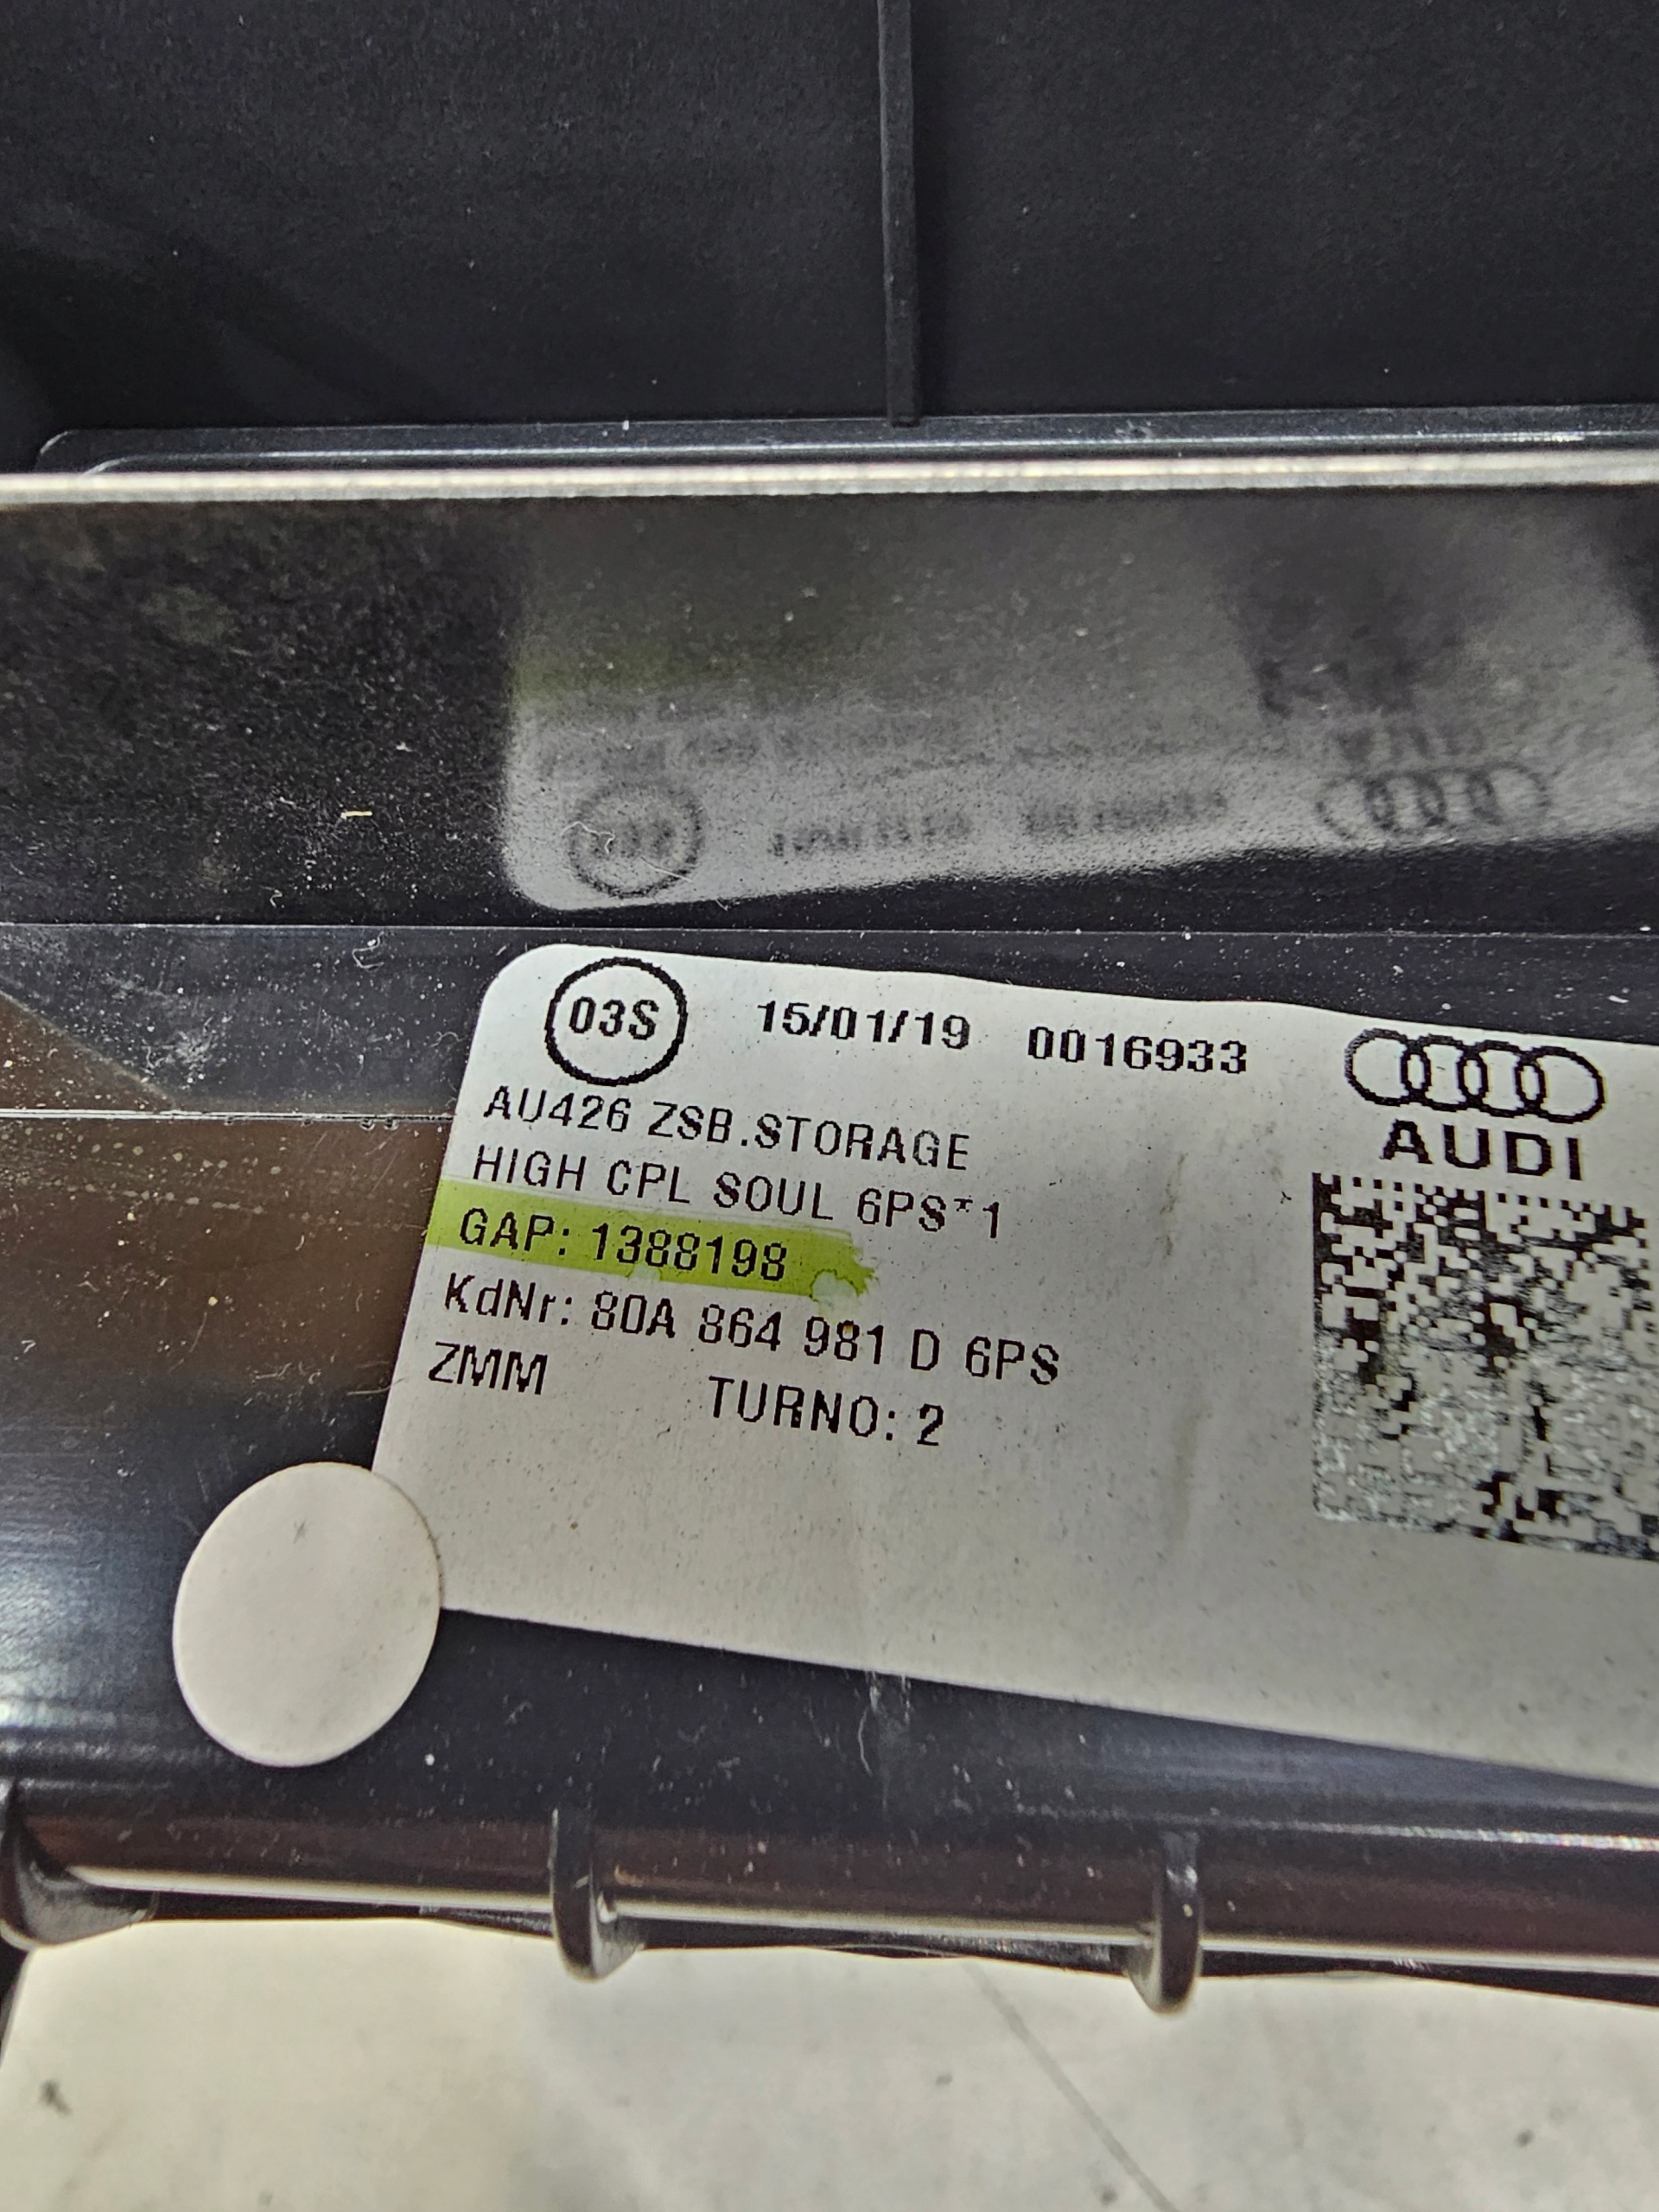 03S 15/01/19 0016933
AUDI
AU426 ZSB.STORAGE
HIGH CPL SOUL 6PS*1
GAP: 1388198
KdNr: 80A 864 981 D 6PS
ZMM TURNO: 2